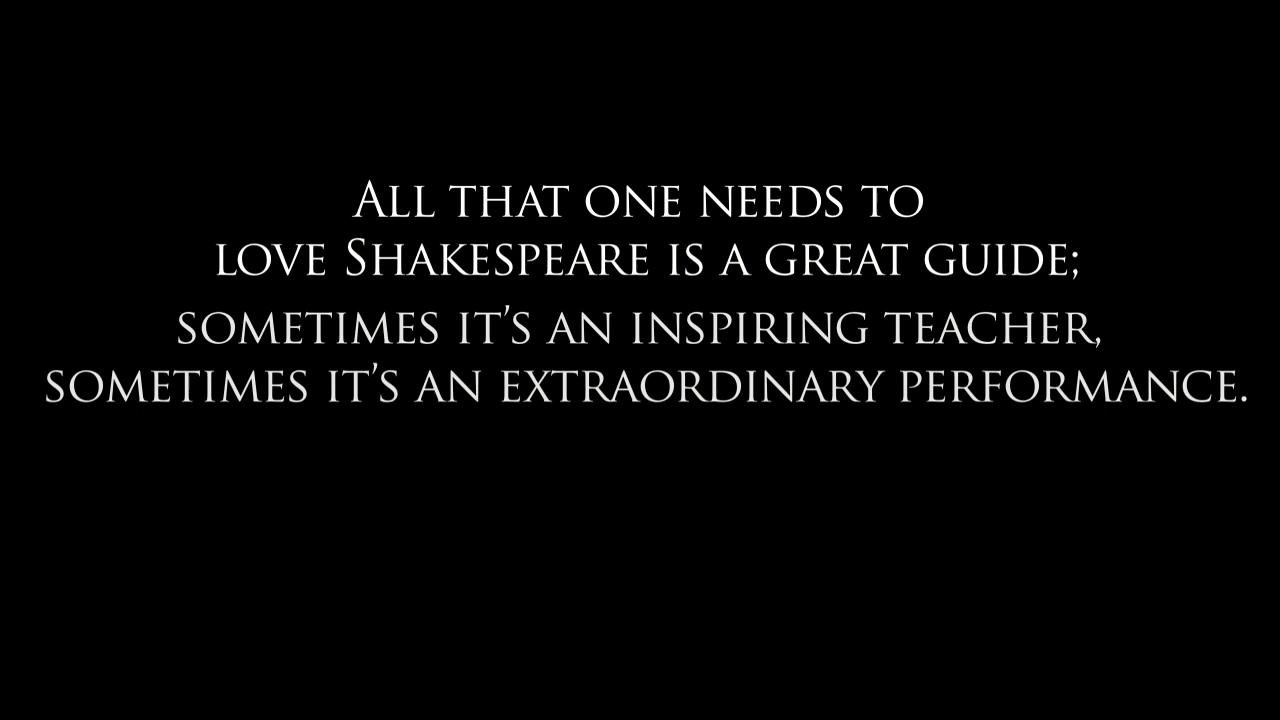 All that one needs to
love Shakespeare is a great guide;
sometimes it's an inspiring teacher,
sometimes it's an extraordinary performance.